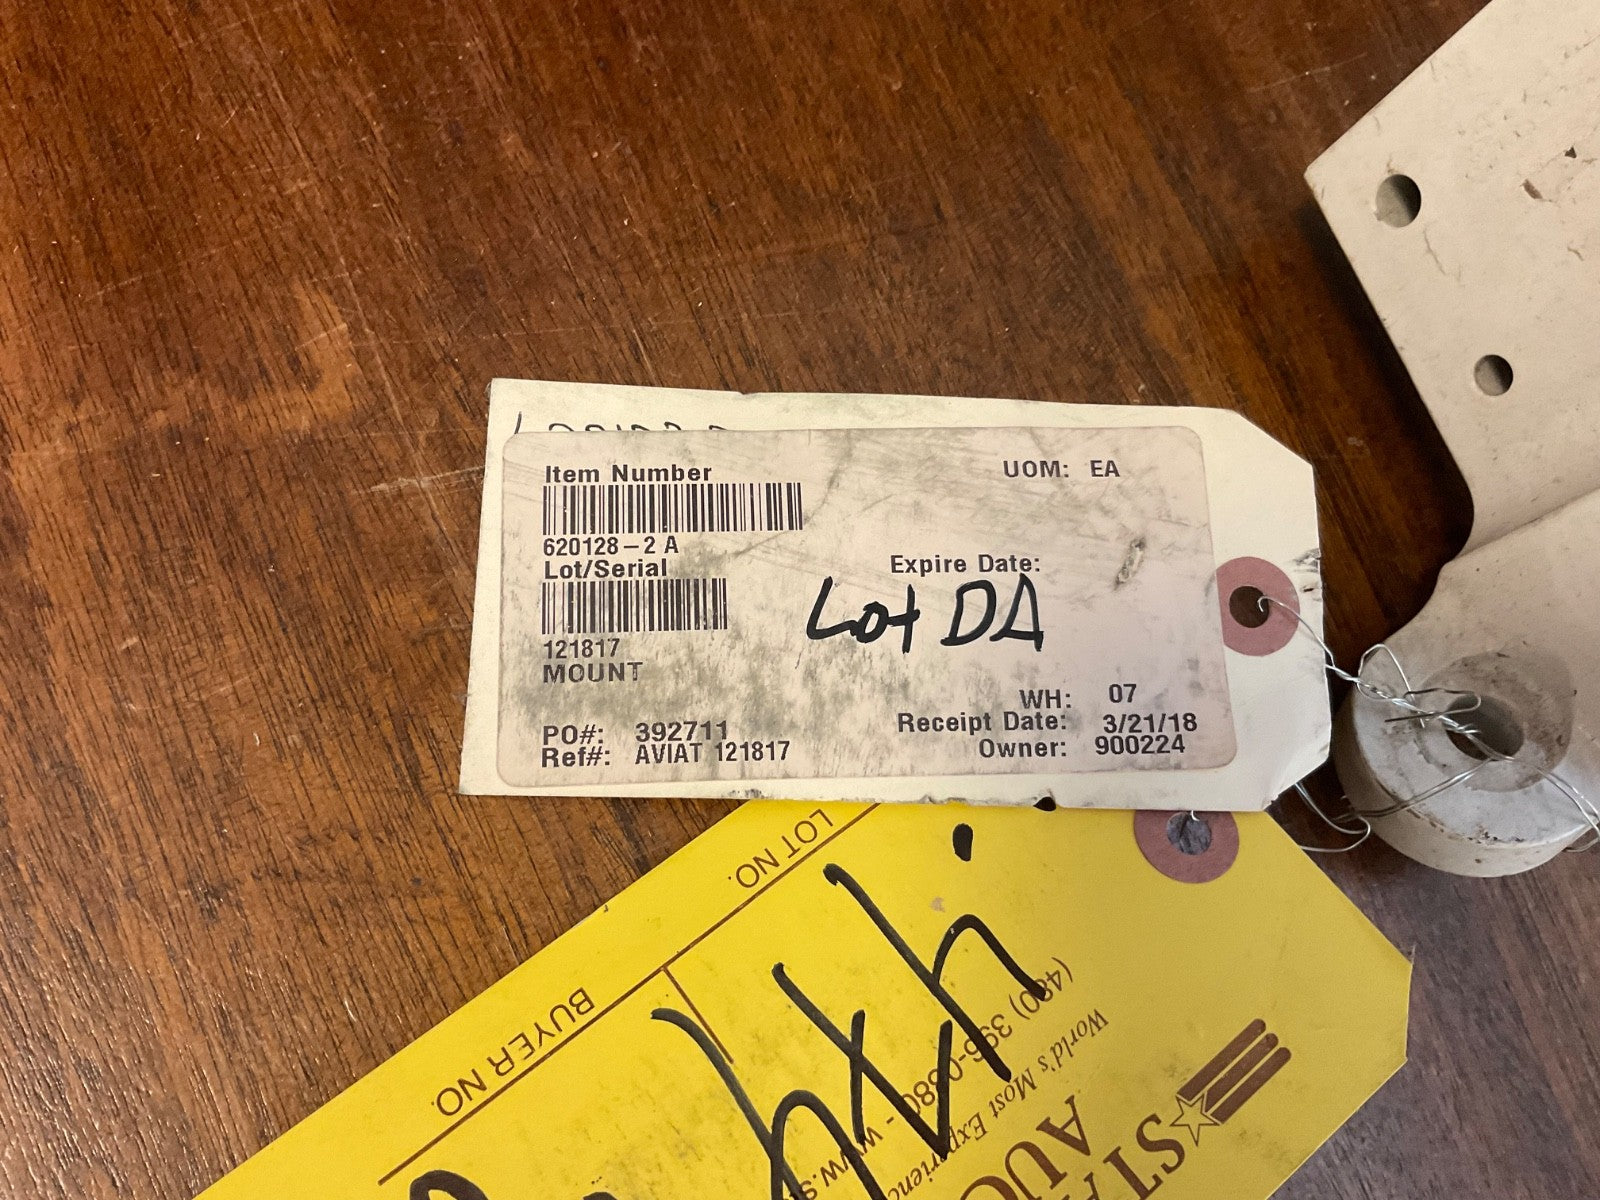 Item Number
UOM: EA
620128-2 A
Lot/Serial
Expire Date:
Lot DA
121817
MOUNT
WH: 07
PO#: 392711
Receipt Date: 3/21/18
Ref#: AVIAT 121817
Owner: 900224
LOT NO.
BUYER NO.
World's Most